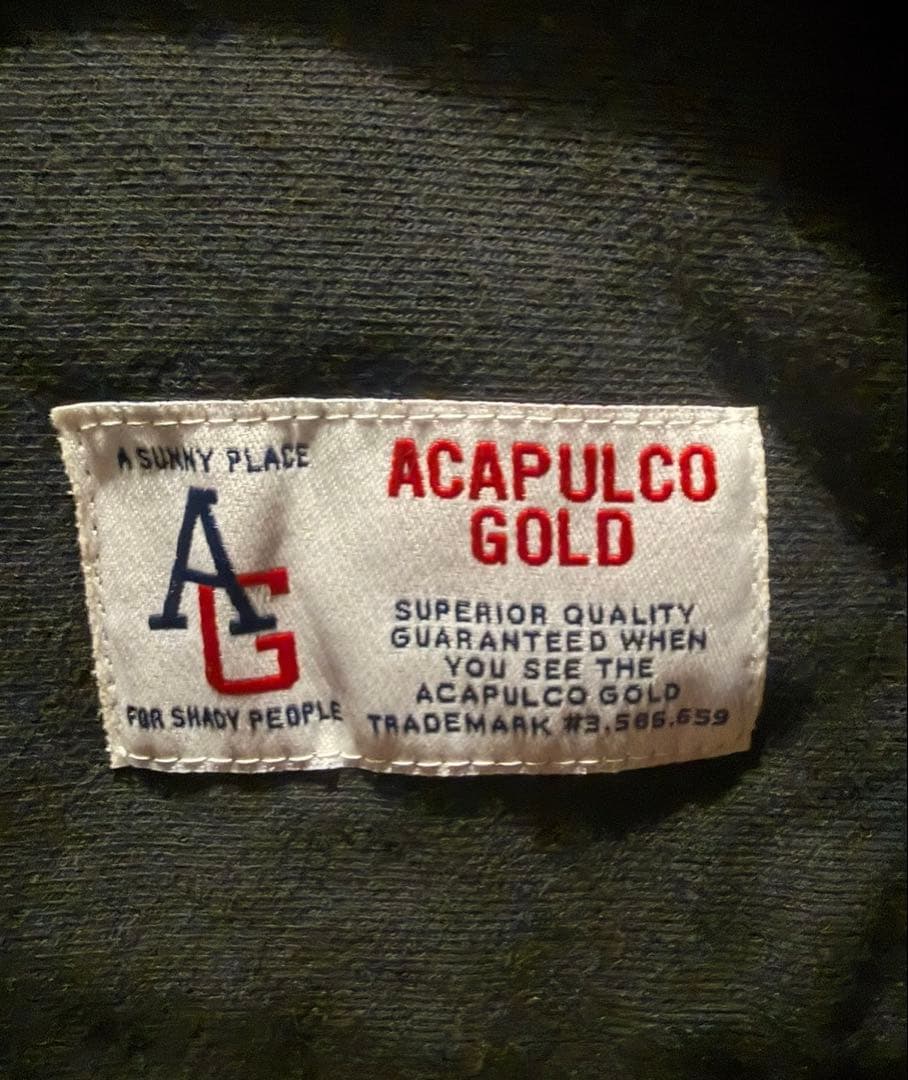 A SUNNY PLACE
AG
FOR SHADY PEOPLE
ACAPULCO
GOLD
SUPERIOR QUALITY
GUARANTEED WHEN
YOU SEE THE
ACAPULCO GOLD
TRADEMARK #3,586,659